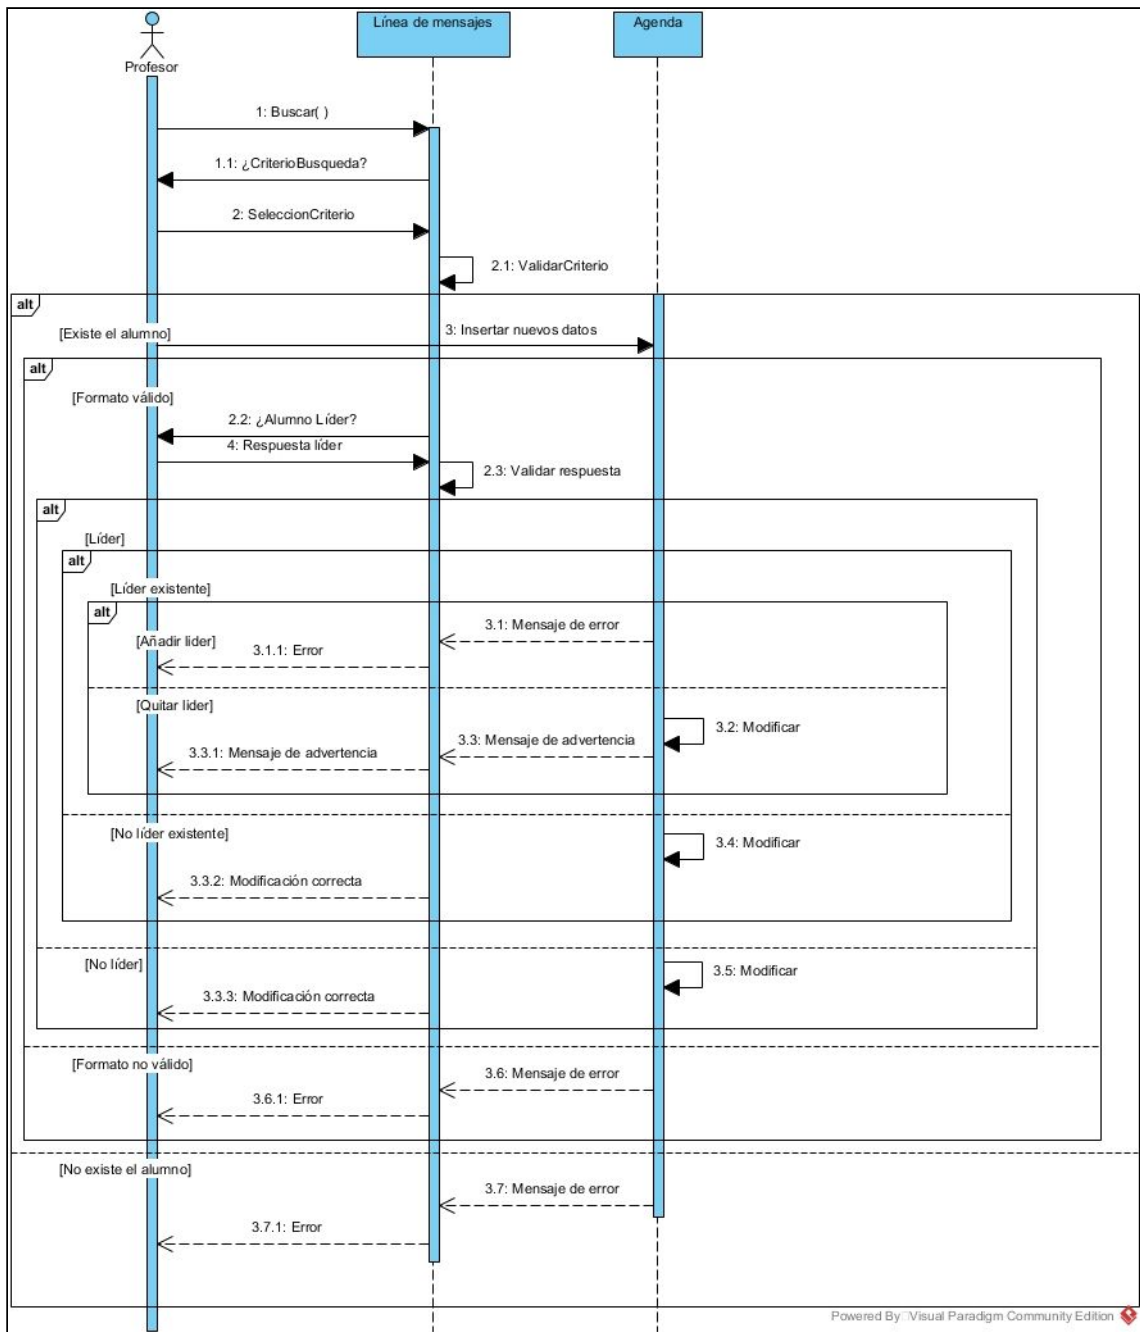 Línea de mensajes
Agenda
Profesor
1: Buscar( )
1.1: ¿CriterioBusqueda?
2: SeleccionCriterio
2.1: ValidarCriterio
alt
[Existe el alumno]
3: Insertar nuevos datos
alt
[Formato válido]
2.2: ¿Alumno Líder?
4: Respuesta líder
2.3: Validar respuesta
alt
[Líder]
alt
[Líder existente]
alt
3.1: Mensaje de error
[Añadir lider]
3.1.1: Error
[Quitar lider]
3.2: Modificar
3.3: Mensaje de advertencia
3.3.1: Mensaje de advertencia
[No líder existente]
3.4: Modificar
3.3.2: Modificación correcta
[No líder]
3.5: Modificar
3.3.3: Modificación correcta
[Formato no válido]
3.6: Mensaje de error
3.6.1: Error
[No existe el alumno]
3.7: Mensaje de error
3.7.1: Error
Powered By Visual Paradigm Community Edition